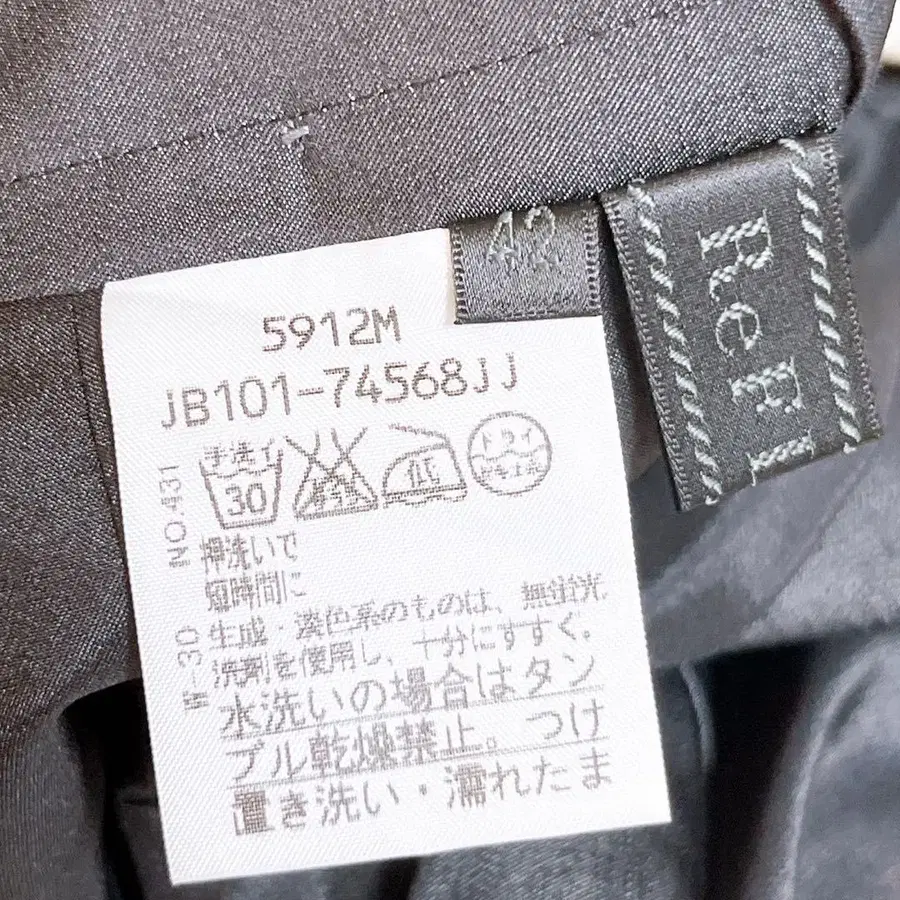 42
ReFL
5912M
JB101-74568JJ
手洗イ
30
低
ドライ
セキユ系
NO.431
W-30
押洗いで
短時間に
生成・淡色系のものは、無蛍光
洗剤を使用し、十分にすすぐ。
水洗いの場合はタン
ブル乾燥禁止。つけ
置き洗い・濡れたま